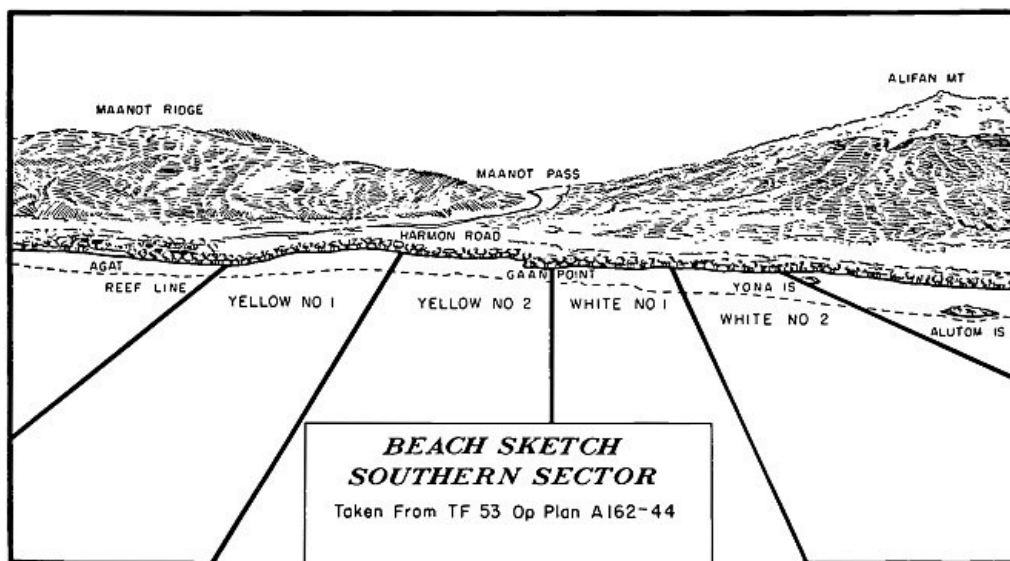 ALIFAN MT
MAANOT RIDGE
MAANOT PASS
HARMON ROAD
AGAT
GAAN POINT
REEF LINE
YONA IS
YELLOW NO 1
YELLOW NO 2
WHITE NO 1
WHITE NO 2
ALUTOM IS
BEACH SKETCH
SOUTHERN SECTOR
Taken From TF 53 Op Plan A162-44